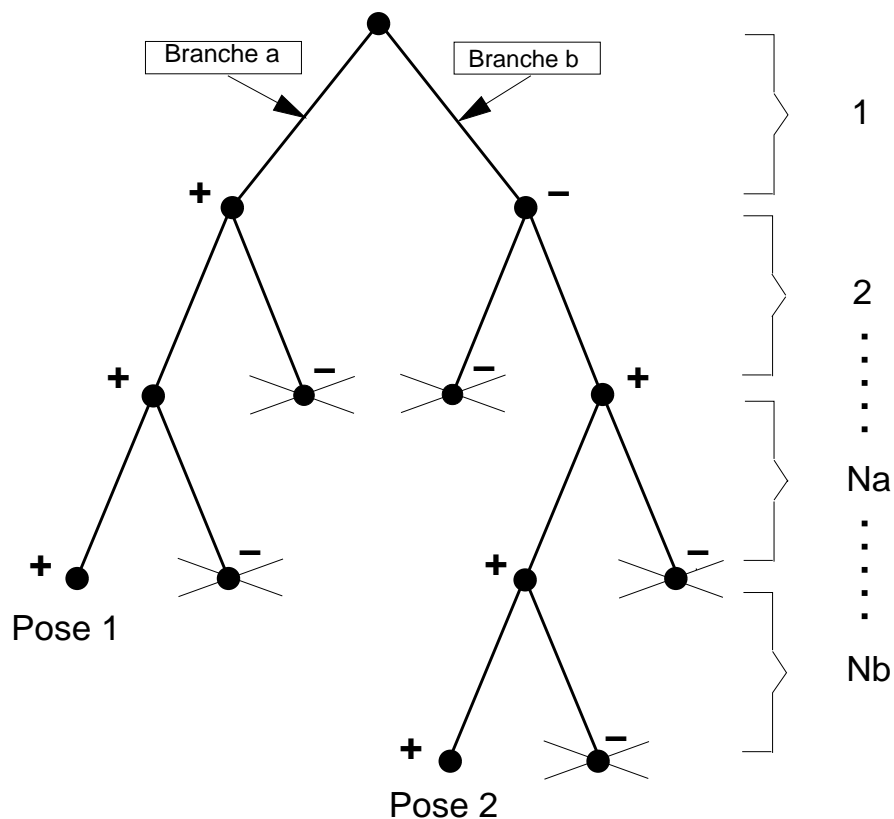 Branche a
Branche b
1
+
–
2
+
–
–
+
Na
+
–
+
–
Pose 1
Nb
+
–
Pose 2